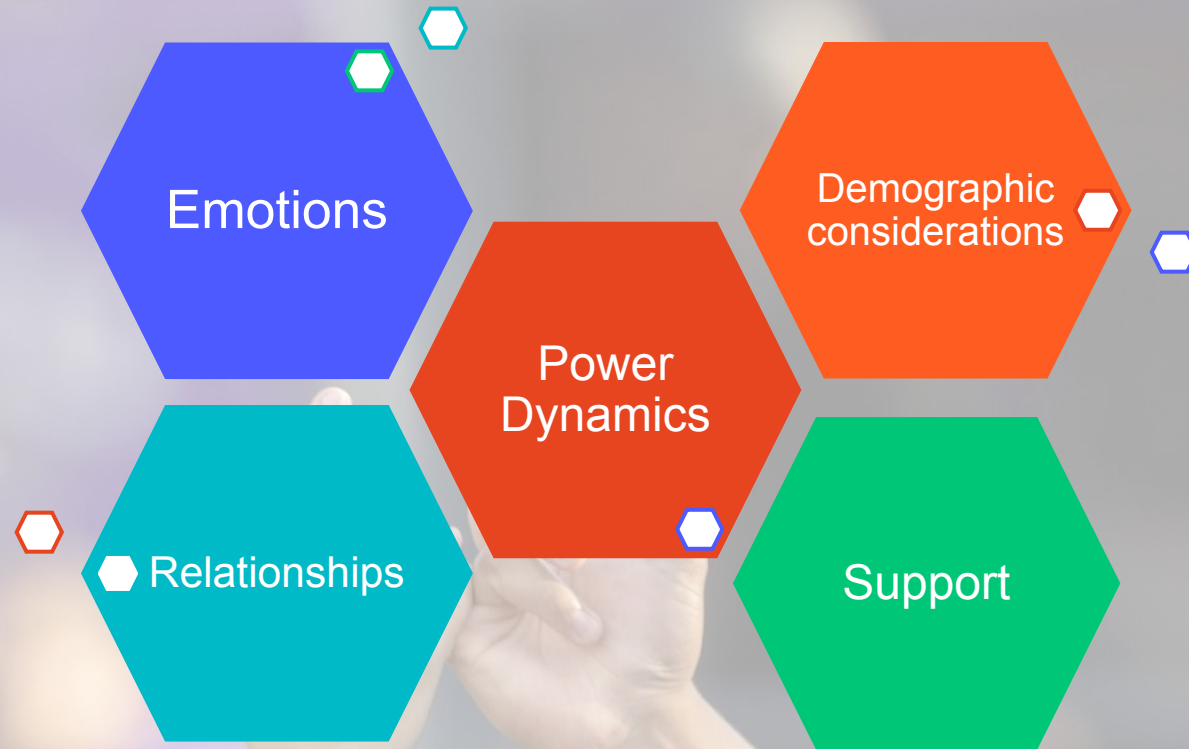 Emotions
Demographic
considerations
Power
Dynamics
Relationships
Support